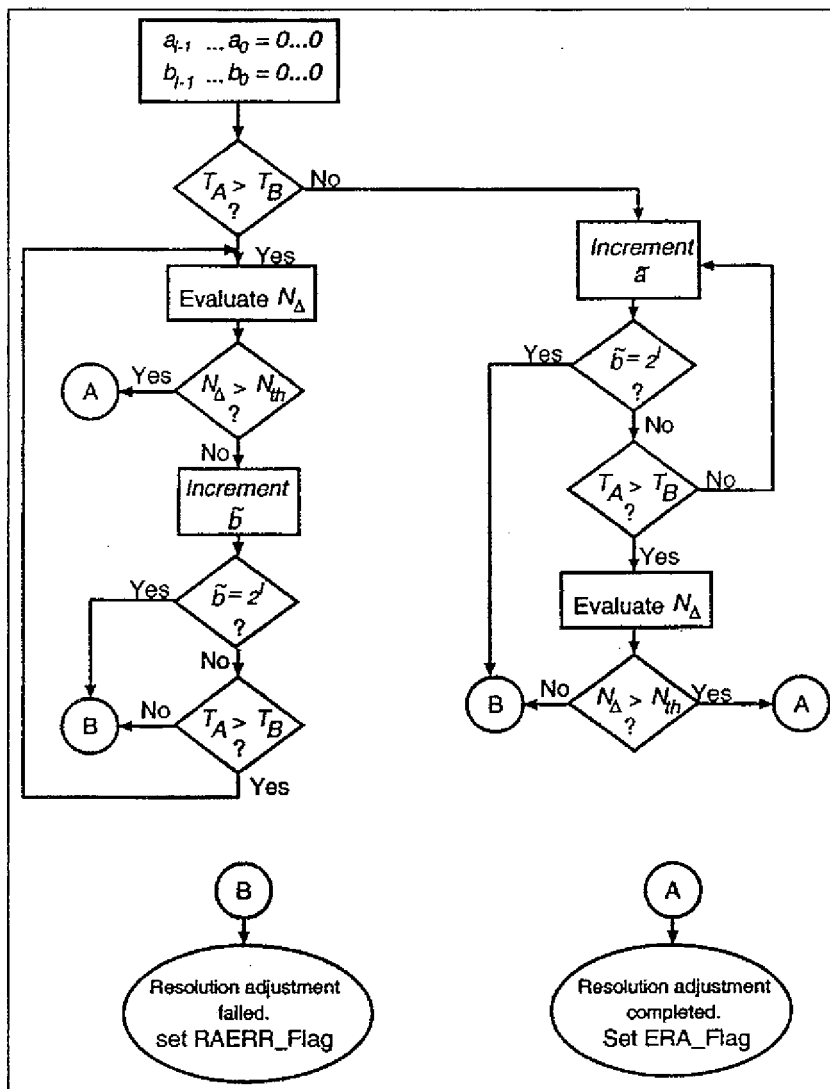 a_{l-1} ...a_0 = 0...0
b_{l-1} ...b_0 = 0...0
T_A > T_B
?
No
Yes
Evaluate N_Δ
N_Δ > N_th
?
Yes
A
No
Increment
b̃
b̃ = 2^l
?
Yes
No
T_A > T_B
?
No
B
Yes
Increment
ã
b̃ = 2^l
?
Yes
No
T_A > T_B
?
No
Yes
Evaluate N_Δ
N_Δ > N_th
?
No
B
Yes
A
B
Resolution adjustment
failed.
set RAERR_Flag
A
Resolution adjustment
completed.
Set ERA_Flag